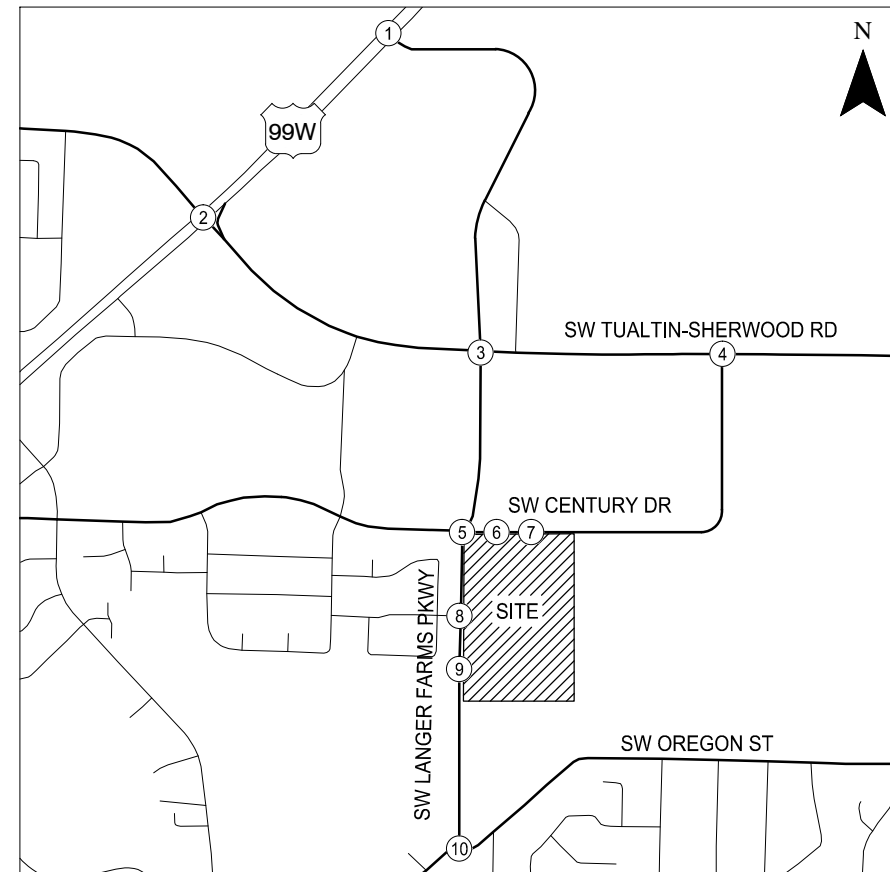 1
N
99W
2
SW TUALTIN-SHERWOOD RD
3
4
SW CENTURY DR
5
6
7
SW LANGER FARMS PKWY
8
SITE
9
SW OREGON ST
10